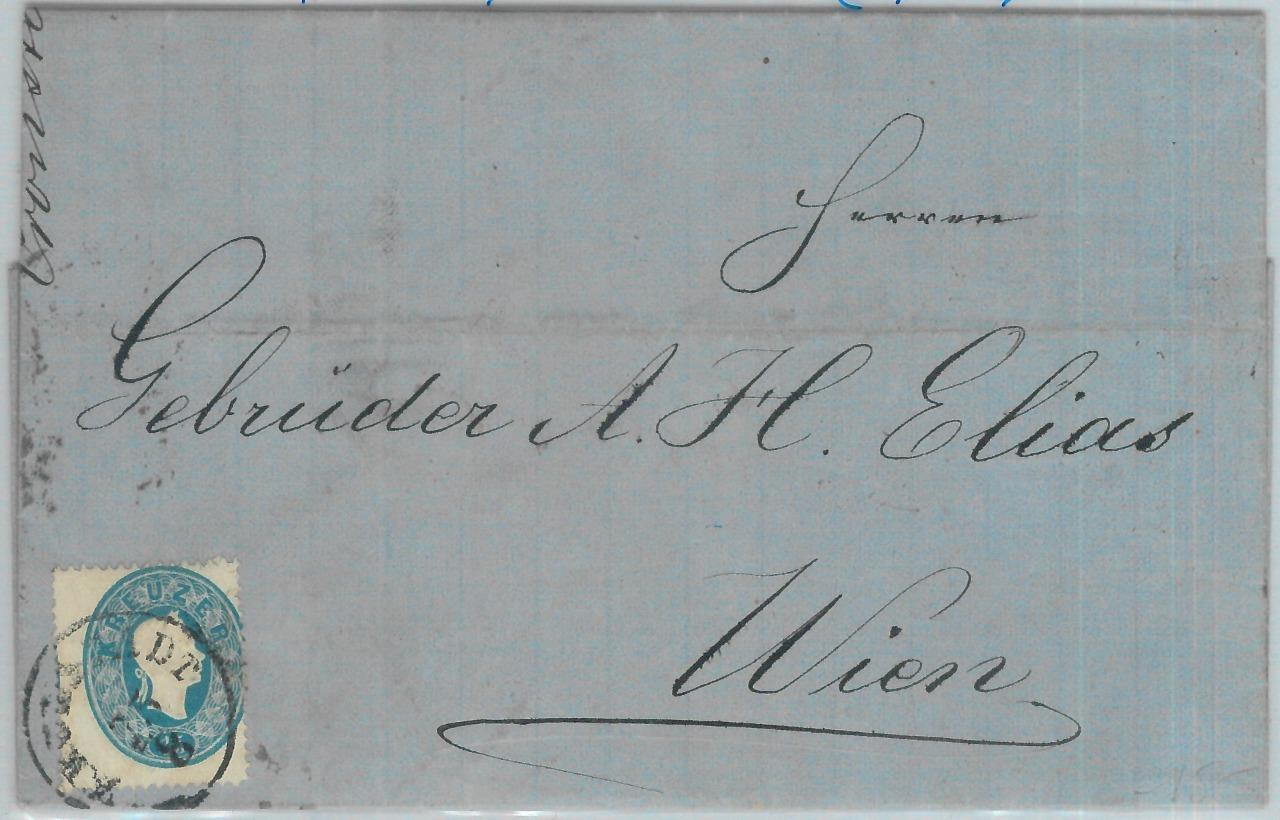 Herren
Gebrüder A. H. Elias
Wien
KREUZER